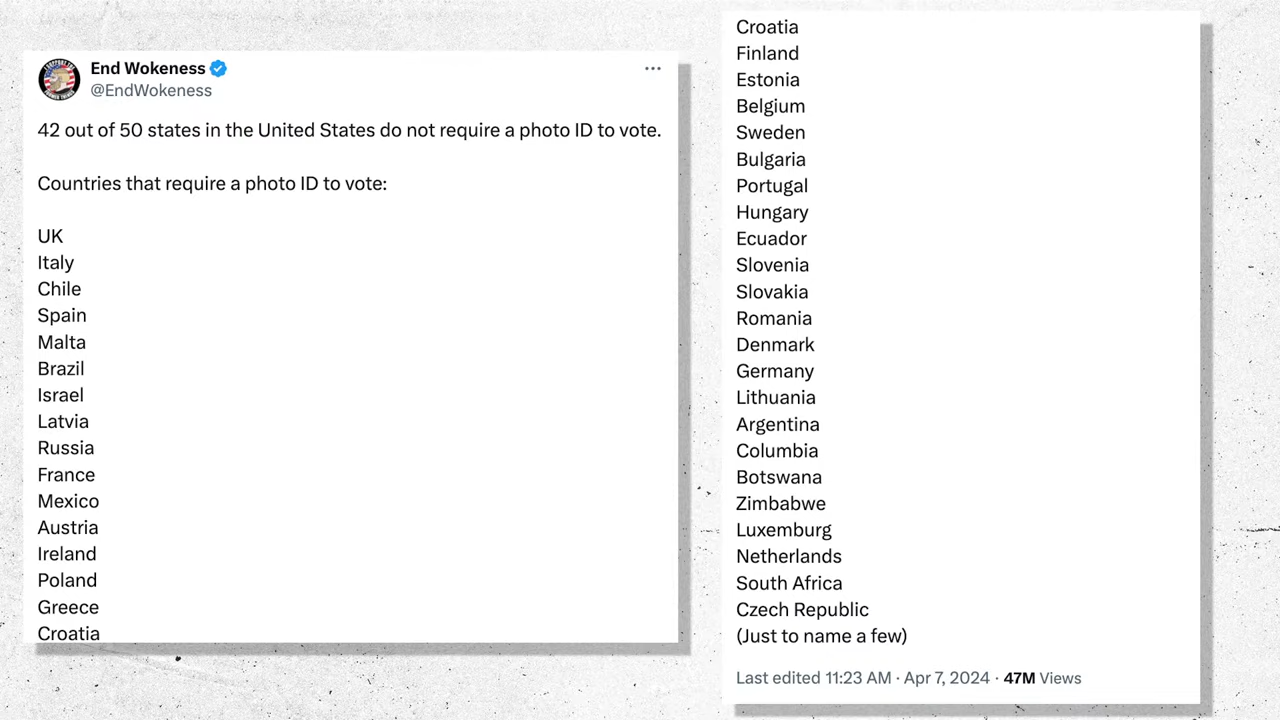 End Wokeness
@EndWokeness
42 out of 50 states in the United States do not require a photo ID to vote.
Countries that require a photo ID to vote:
UK
Italy
Chile
Spain
Malta
Brazil
Israel
Latvia
Russia
France
Mexico
Austria
Ireland
Poland
Greece
Croatia
Croatia
Finland
Estonia
Belgium
Sweden
Bulgaria
Portugal
Hungary
Ecuador
Slovenia
Slovakia
Romania
Denmark
Germany
Lithuania
Argentina
Columbia
Botswana
Zimbabwe
Luxemburg
Netherlands
South Africa
Czech Republic
(Just to name a few)
Last edited 11:23 AM · Apr 7, 2024 · 47M Views